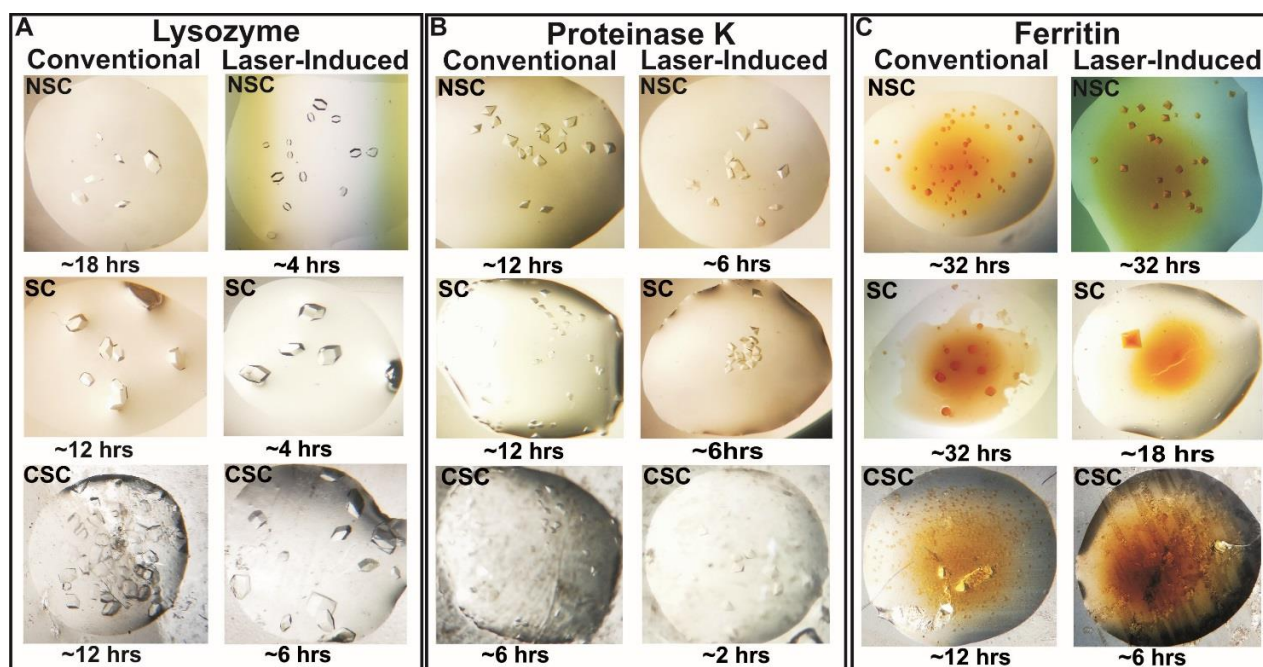 A
Lysozyme
Conventional
Laser-Induced
NSC
NSC
~18 hrs
~4 hrs
SC
SC
~12 hrs
~4 hrs
CSC
CSC
~12 hrs
~6 hrs
B
Proteinase K
Conventional
Laser-Induced
NSC
NSC
~12 hrs
~6 hrs
SC
SC
~12 hrs
~6hrs
CSC
CSC
~6 hrs
~2 hrs
C
Ferritin
Conventional
Laser-Induced
NSC
NSC
~32 hrs
~32 hrs
SC
SC
~32 hrs
~18 hrs
CSC
CSC
~12 hrs
~6 hrs